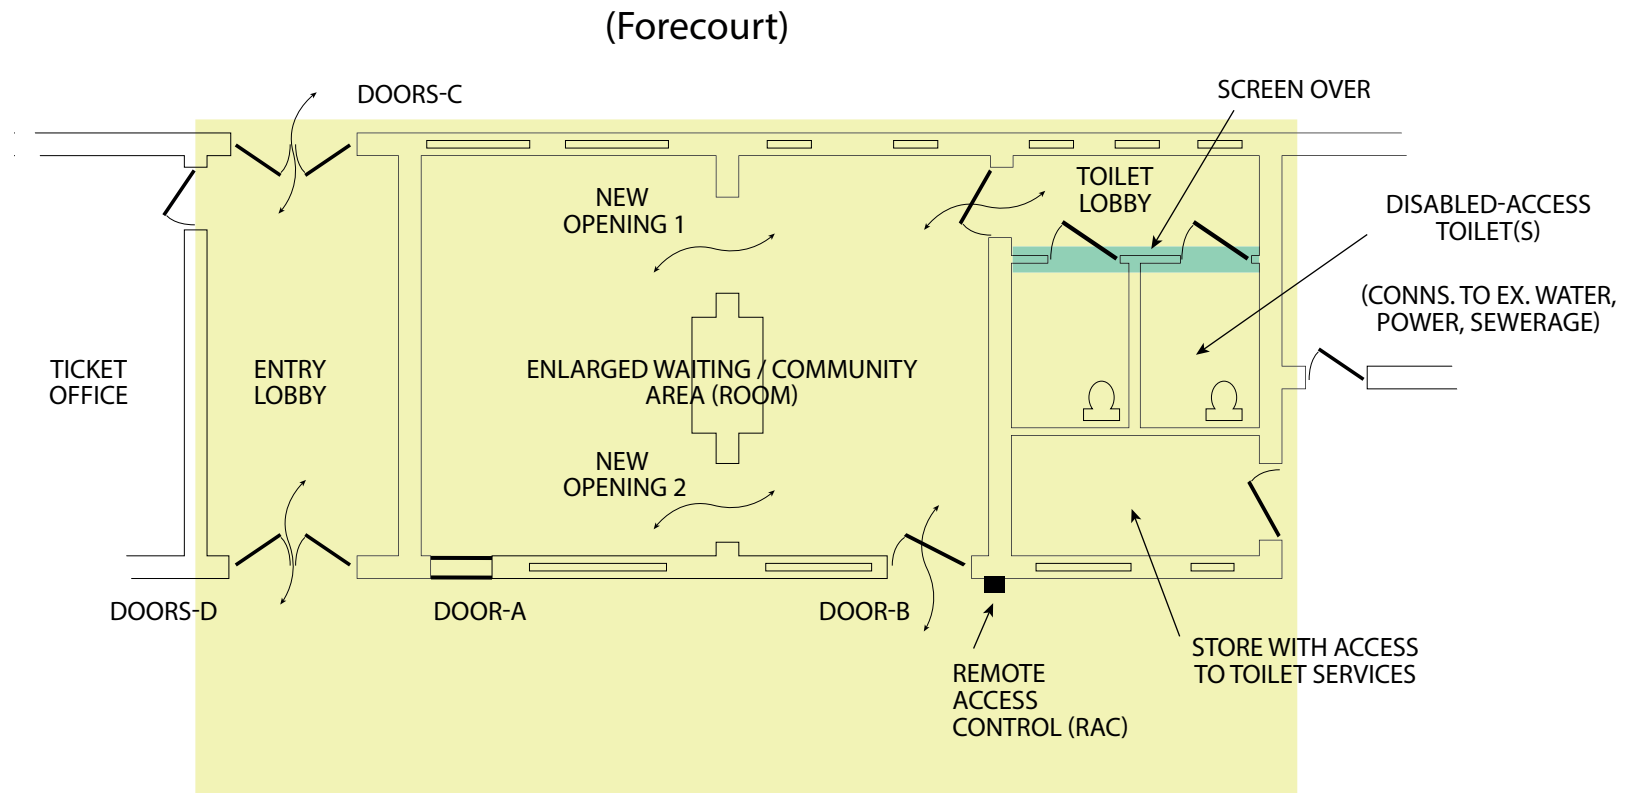 (Forecourt)
DOORS-C
SCREEN OVER
TOILET
LOBBY
NEW
OPENING 1
DISABLED-ACCESS
TOILET(S)
(CONNS. TO EX. WATER,
POWER, SEWERAGE)
TICKET
OFFICE
ENTRY
LOBBY
ENLARGED WAITING / COMMUNITY
AREA (ROOM)
NEW
OPENING 2
DOORS-D
DOOR-A
DOOR-B
REMOTE
ACCESS
CONTROL (RAC)
STORE WITH ACCESS
TO TOILET SERVICES